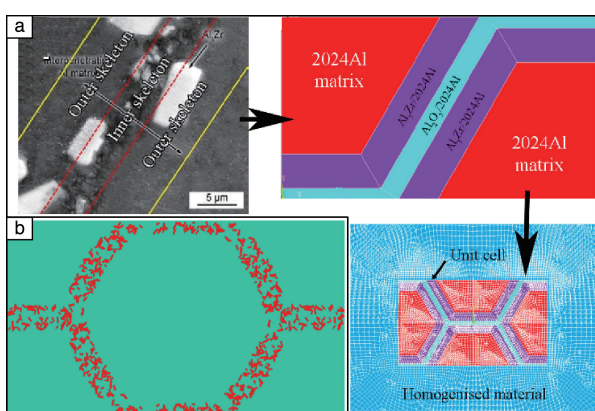 a
Al₃Zr
Outer skeleton
Inner skeleton
Outer skeleton
5 µm
2024Al
matrix
Al₃Zr/2024Al
Al₂O₃/2024Al
Al₃Zr/2024Al
2024Al
matrix
b
Unit cell
Homogenised material